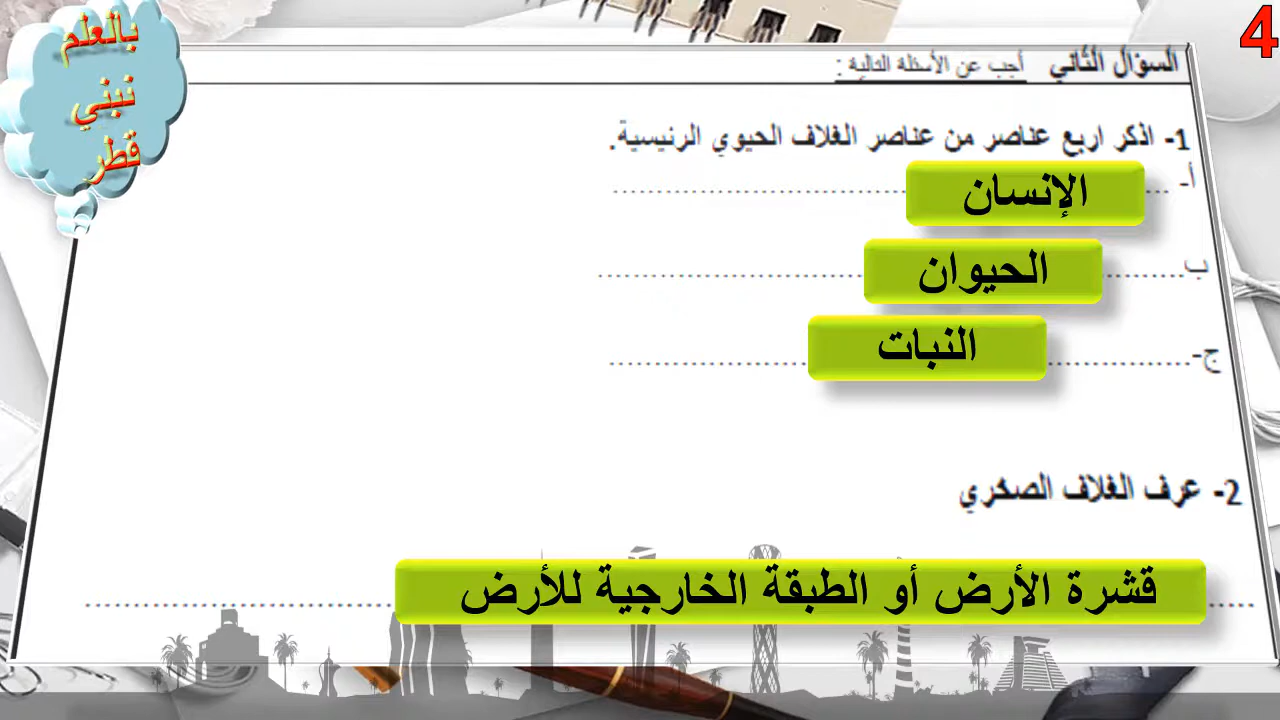 4
بالعلم
نبني
قطر
السؤال الثاني أجب عن الأسئلة التالية :
1- اذكر اربع عناصر من عناصر الغلاف الحيوي الرئيسية.
أ- الإنسان
ب- الحيوان
ج- النبات
2- عرف الغلاف الصخري
قشرة الأرض أو الطبقة الخارجية للأرض